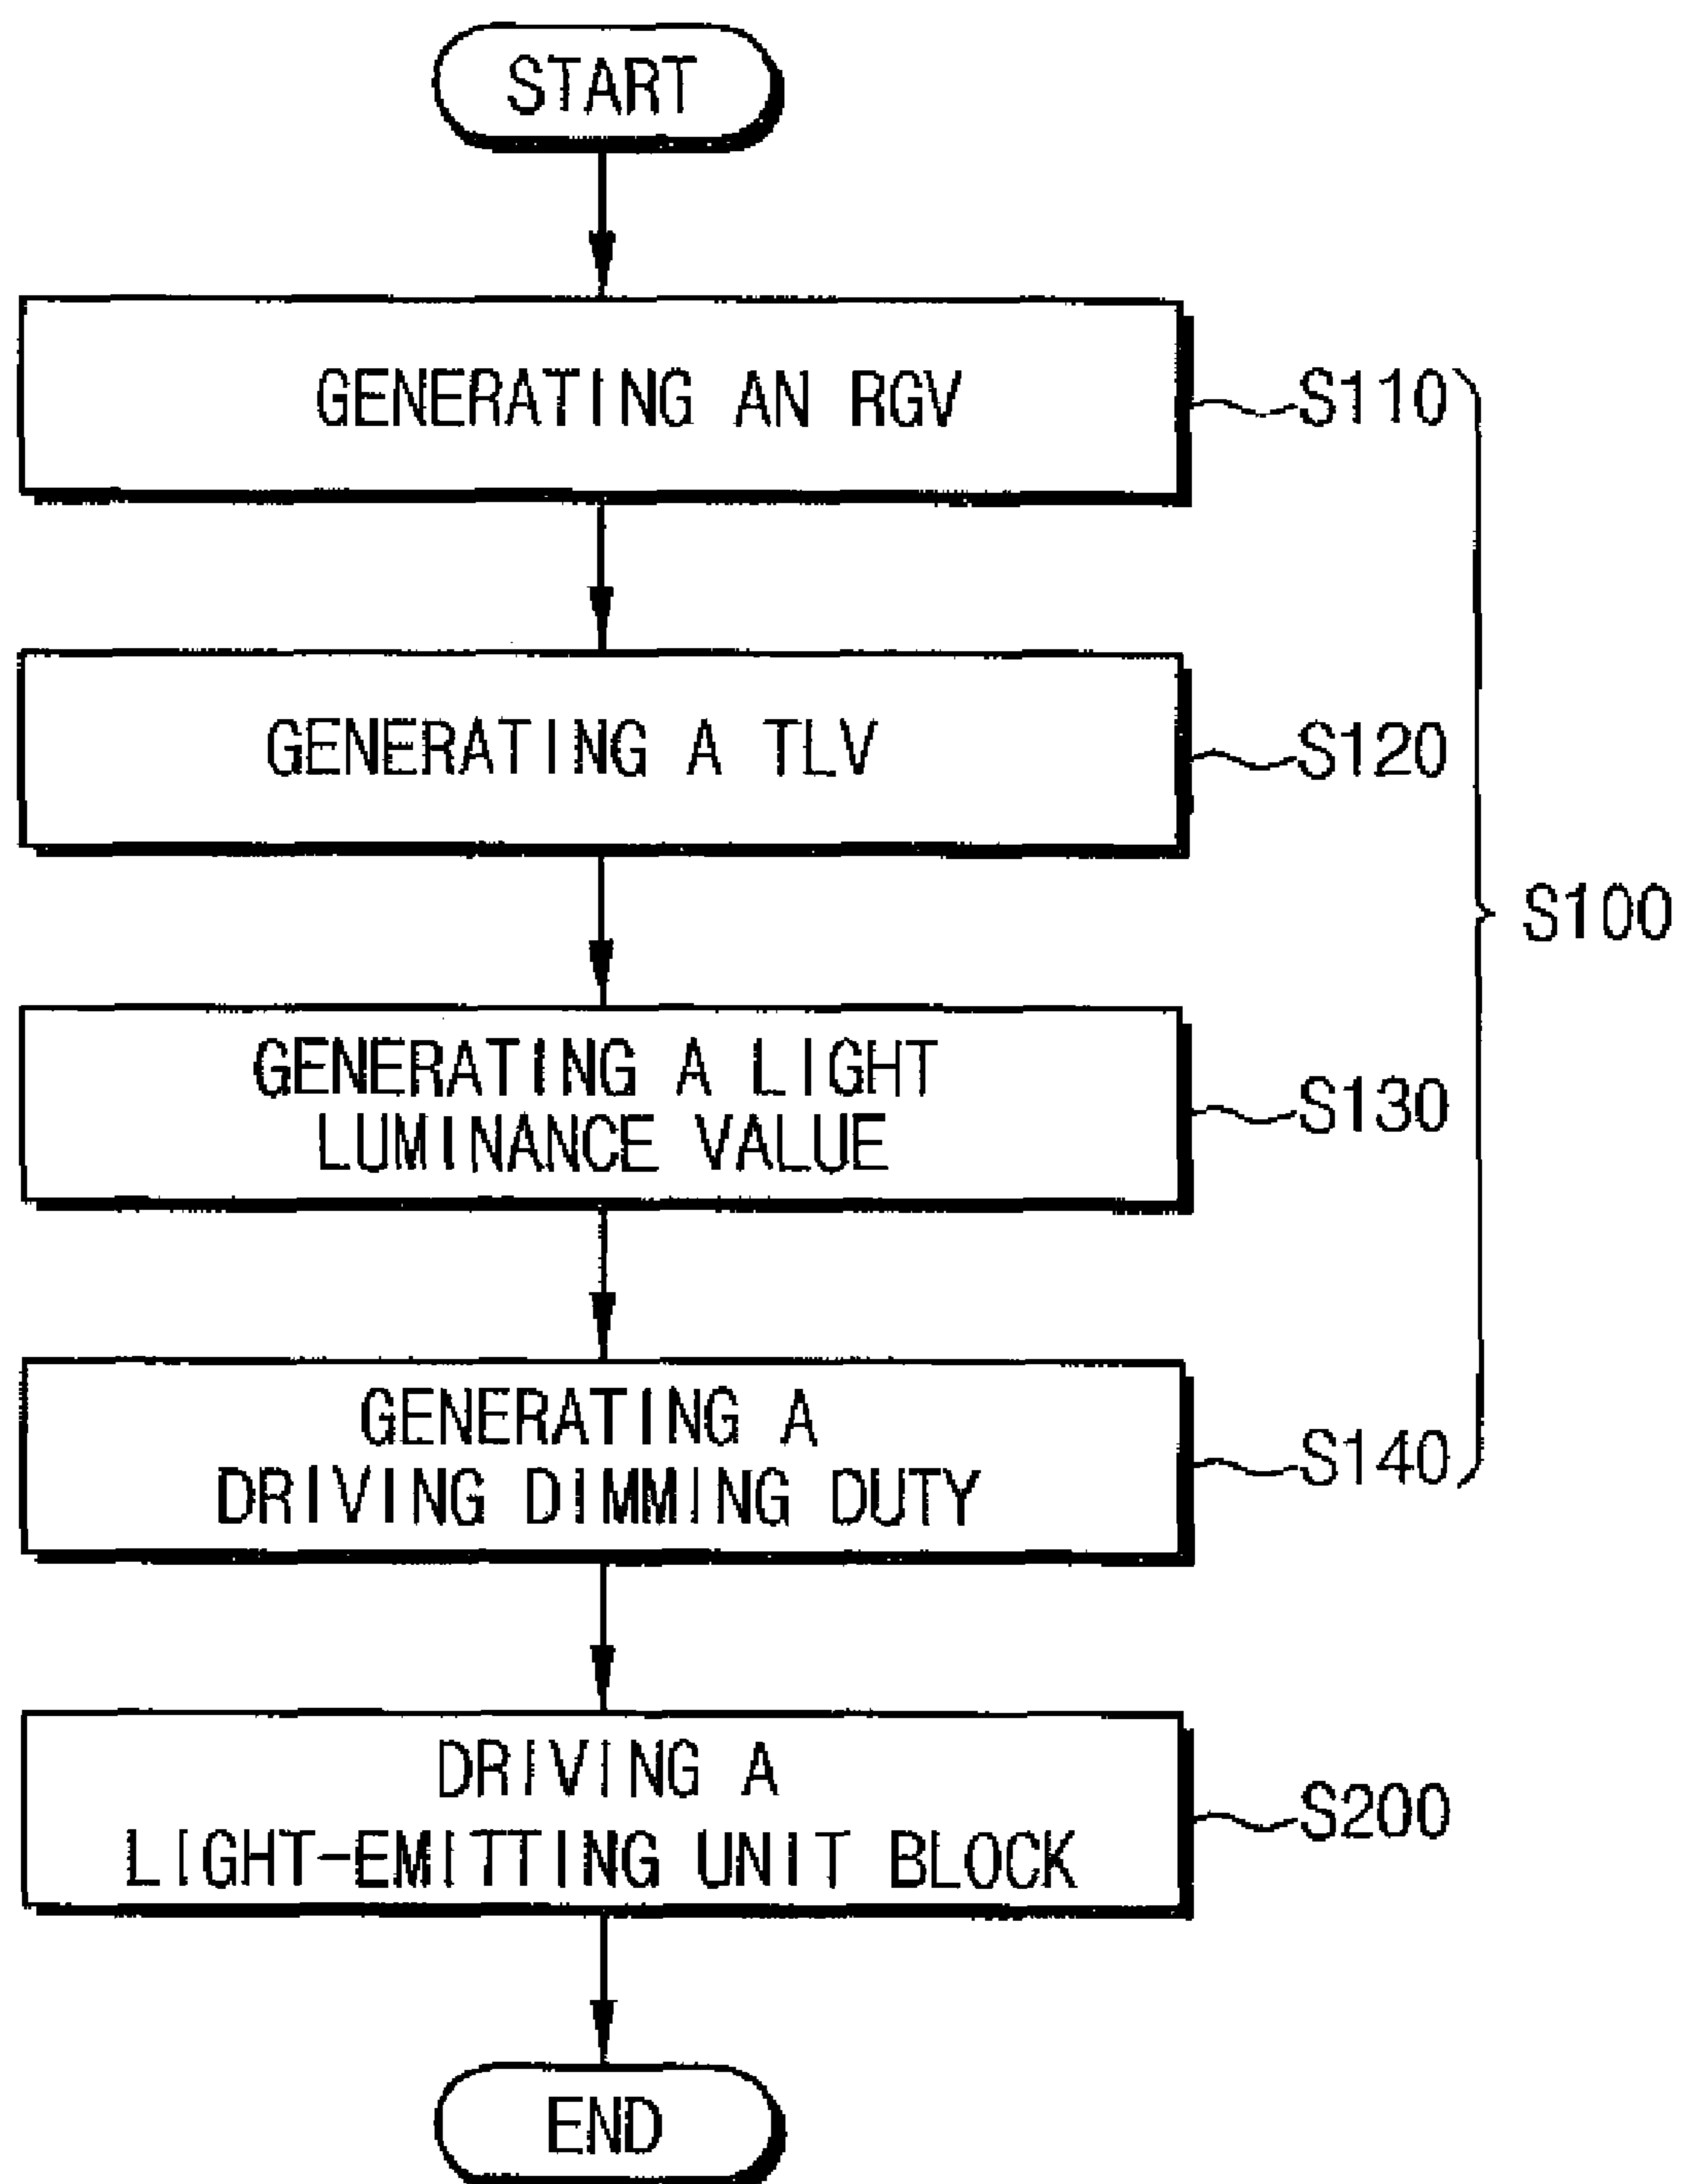 START
GENERATING AN RGV
S110
GENERATING A TLV
S120
S100
GENERATING A LIGHT
LUMINANCE VALUE
S130
GENERATING A
DRIVING DIMMING DUTY
S140
DRIVING A
LIGHT-EMITTING UNIT BLOCK
S200
END